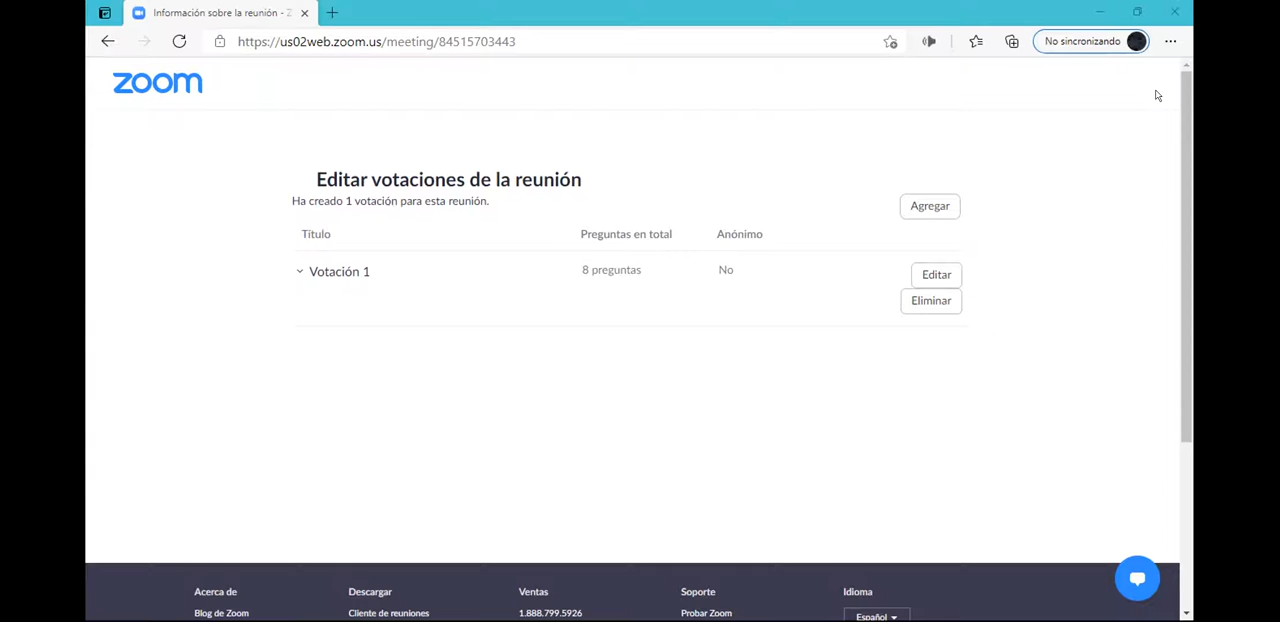 Información sobre la reunión - Z
https://us02web.zoom.us/meeting/84515703443
No sincronizando
zoom
Editar votaciones de la reunión
Ha creado 1 votación para esta reunión.
Agregar
Título Preguntas en total Anónimo
Votación 1 8 preguntas No
Editar
Eliminar
Acerca de Descargar Ventas Soporte Idioma
Blog de Zoom Cliente de reuniones 1.888.799.5926 Probar Zoom Español